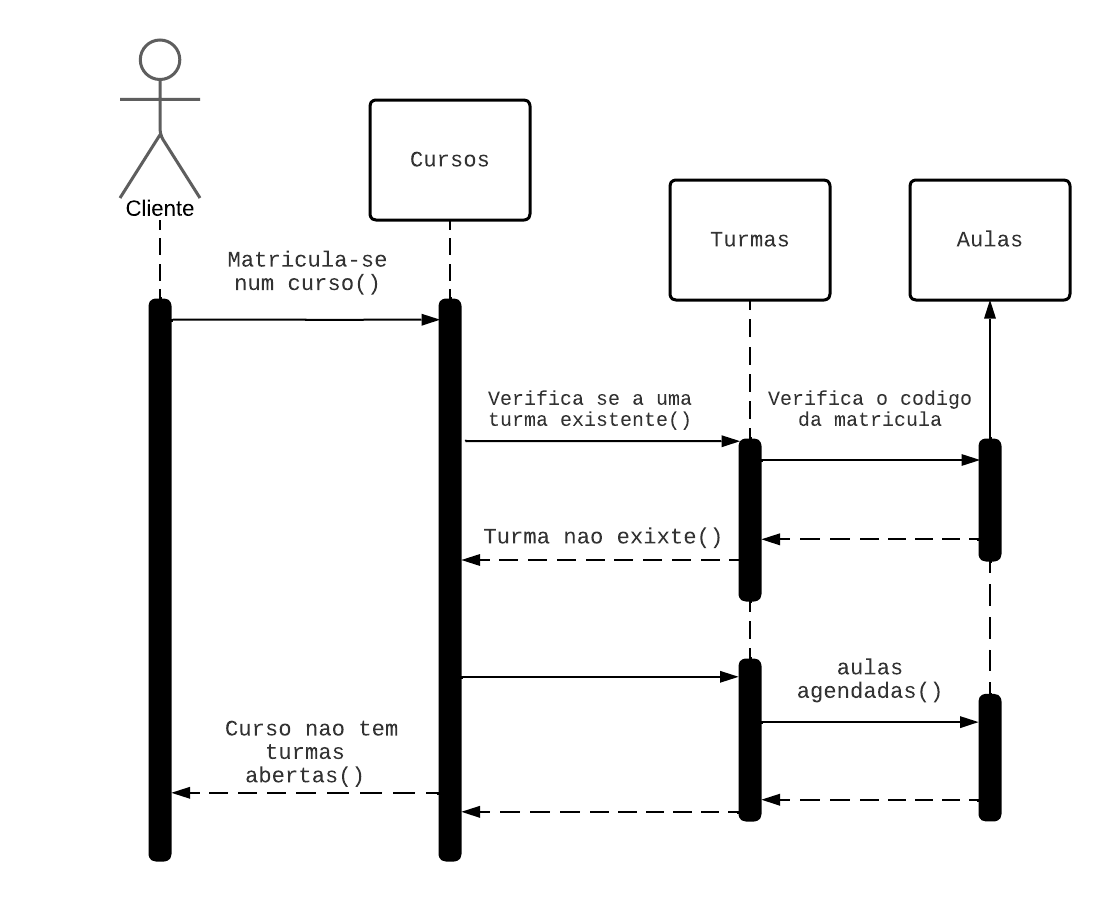 Cliente
Cursos
Turmas
Aulas
Matricula-se
num curso()
Verifica se a uma
turma existente()
Verifica o codigo
da matricula
Turma nao exixte()
aulas
agendadas()
Curso nao tem
turmas
abertas()